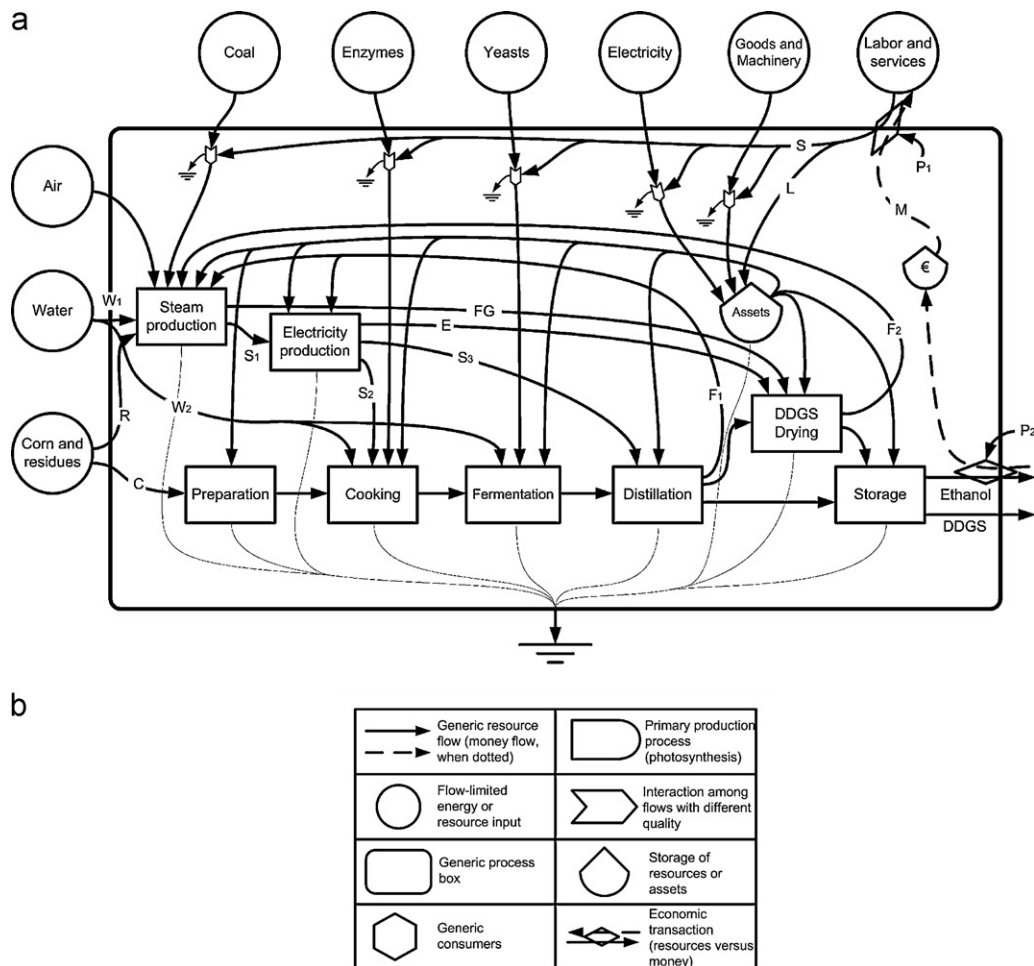 a
Coal
Enzymes
Yeasts
Electricity
Goods and
Machinery
Labor and
services
S
P1
Air
L
M
€
Water
W1
Steam
production
FG
Assets
E
F2
S1
Electricity
production
S3
S2
F1
R
W2
DDGS
Drying
P2
Corn and
residues
C
Preparation
Cooking
Fermentation
Distillation
Storage
Ethanol
DDGS
b
Generic resource
flow (money flow,
when dotted)
Primary production
process
(photosynthesis)
Flow-limited
energy or
resource input
Interaction among
flows with different
quality
Generic process
box
Storage of
resources or
assets
Generic
consumers
Economic
transaction
(resources versus
money)